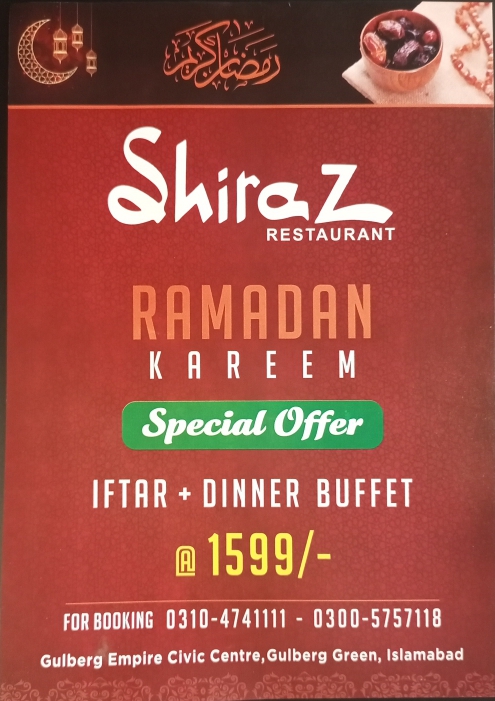 رمضان كريم
Shiraz
RESTAURANT
RAMADAN
KAREEM
Special Offer
IFTAR + DINNER BUFFET
@ 1599/-
FOR BOOKING 0310-4741111 - 0300-5757118
Gulberg Empire Civic Centre,Gulberg Green, Islamabad